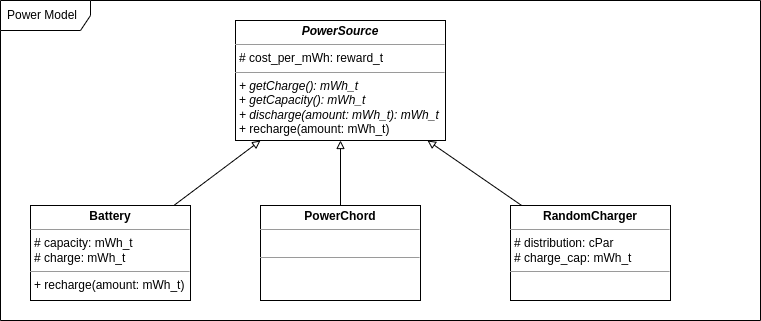 Power Model
PowerSource
# cost_per_mWh: reward_t
+ getCharge(): mWh_t
+ getCapacity(): mWh_t
+ discharge(amount: mWh_t): mWh_t
+ recharge(amount: mWh_t)
Battery
# capacity: mWh_t
# charge: mWh_t
+ recharge(amount: mWh_t)
PowerChord
RandomCharger
# distribution: cPar
# charge_cap: mWh_t